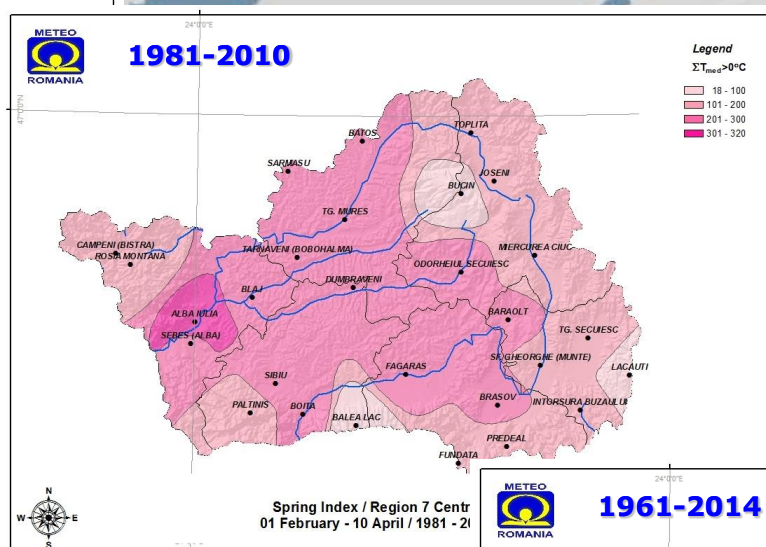 24°0'0"E
METEO
ROMANIA
1981-2010
Legend
ΣTmed>0°C
18 - 100
101 - 200
201 - 300
301 - 320
47°0'0"N
TOPLITA
BATOS
SARMASU
JOSENI
BUCIN
TG. MURES
CAMPENI (BISTRA)
ROSIA MONTANA
TARNAVENI (BOBOHALMA)
MIERCUREA CIUC
ODORHEIUL SECUIESC
DUMBRAVENI
BLAJ
ALBA IULIA
BARAOLT
TG. SECUIESC
SEBES (ALBA)
SF. GHEORGHE (MUNTE)
FAGARAS
LACAUTI
SIBIU
BRASOV
INTORSURA BUZAULUI
PALTINIS
BOITA
BALEA LAC
PREDEAL
FUNDATA
N
W
E
S
Spring Index / Region 7 Centr
01 February - 10 April / 1981 - 20
METEO
ROMANIA
24°0'0"E
1961-2014